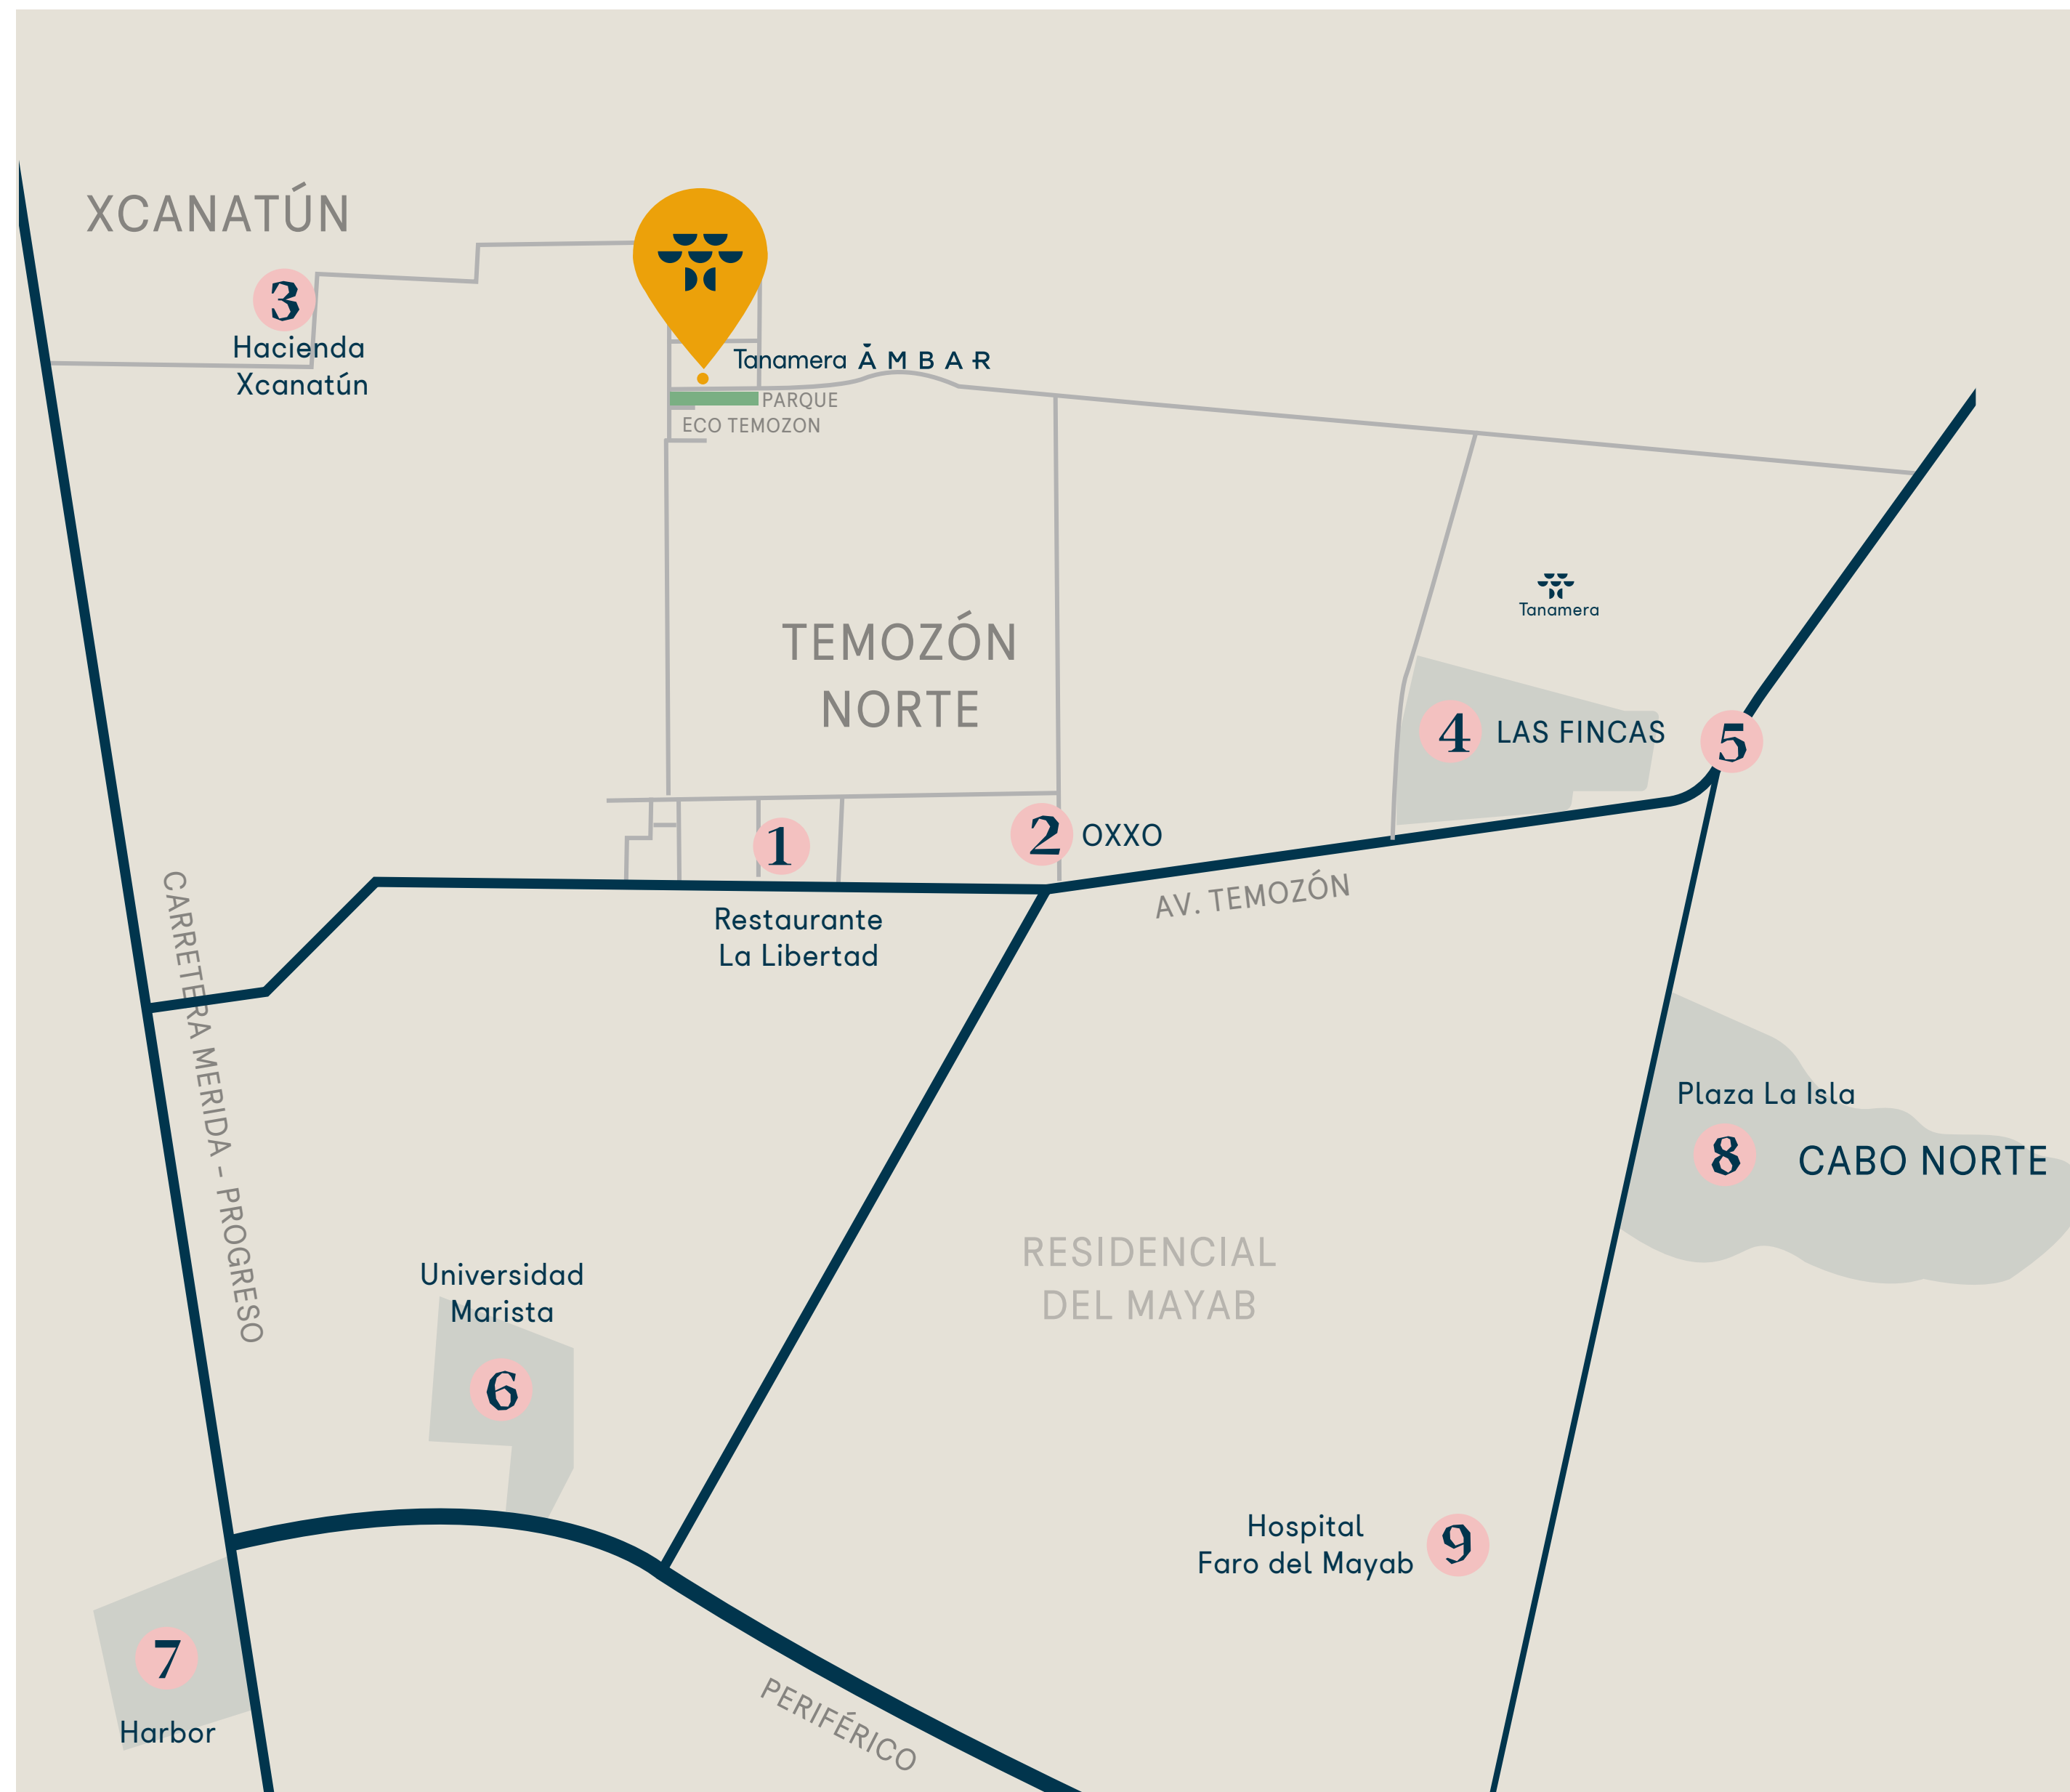 XCANATÚN
3
Hacienda
Xcanatún
Tanamera ÁMBAR
PARQUE
ECO TEMOZON
TEMOZÓN
NORTE
Tanamera
4 LAS FINCAS
5
1
2 OXXO
Restaurante
La Libertad
AV. TEMOZÓN
CARRETERA MERIDA - PROGRESO
Plaza La Isla
8 CABO NORTE
RESIDENCIAL
DEL MAYAB
Universidad
Marista
6
Hospital
Faro del Mayab
9
7
Harbor
PERIFÉRICO